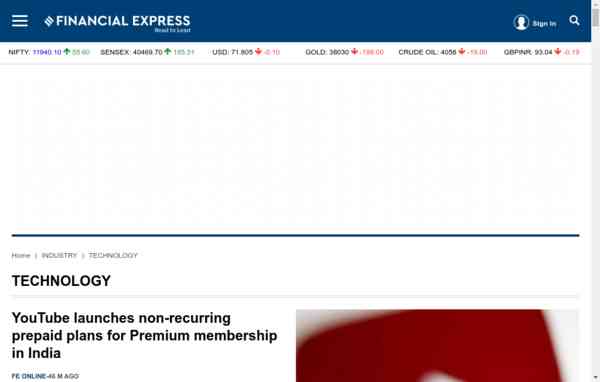 FINANCIAL EXPRESS
Read to Lead
Sign In
NIFTY: 11940.10 55.60 SENSEX: 40469.70 165.31 USD: 71.805 -0.10 GOLD: 38030 -198.00 CRUDE OIL: 4056 -19.00 GBPINR: 93.04 -0.19
Home | INDUSTRY | TECHNOLOGY
TECHNOLOGY
YouTube launches non-recurring
prepaid plans for Premium membership
in India
FE ONLINE-46 M AGO